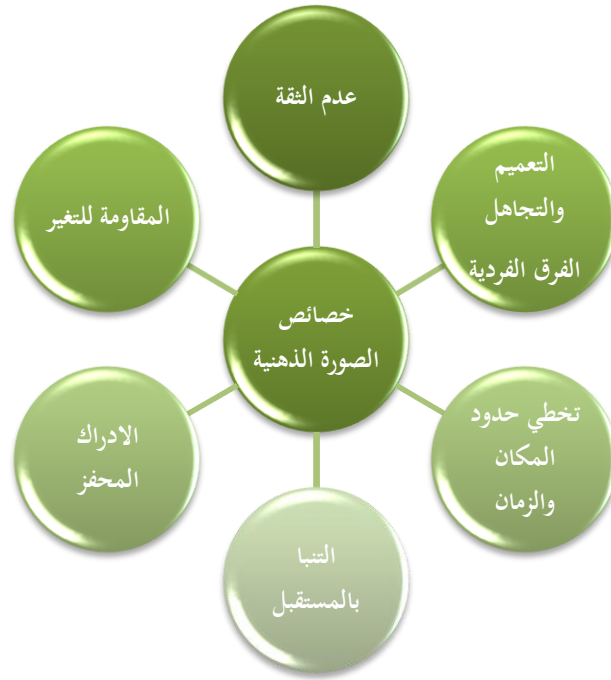 عدم الثقة
التعميم
والتجاهل
الفرق الفردية
تخطي حدود
المكان
والزمان
التنبا
بالمستقبل
الادراك
المحفز
المقاومة للتغير
خصائص
الصورة الذهنية